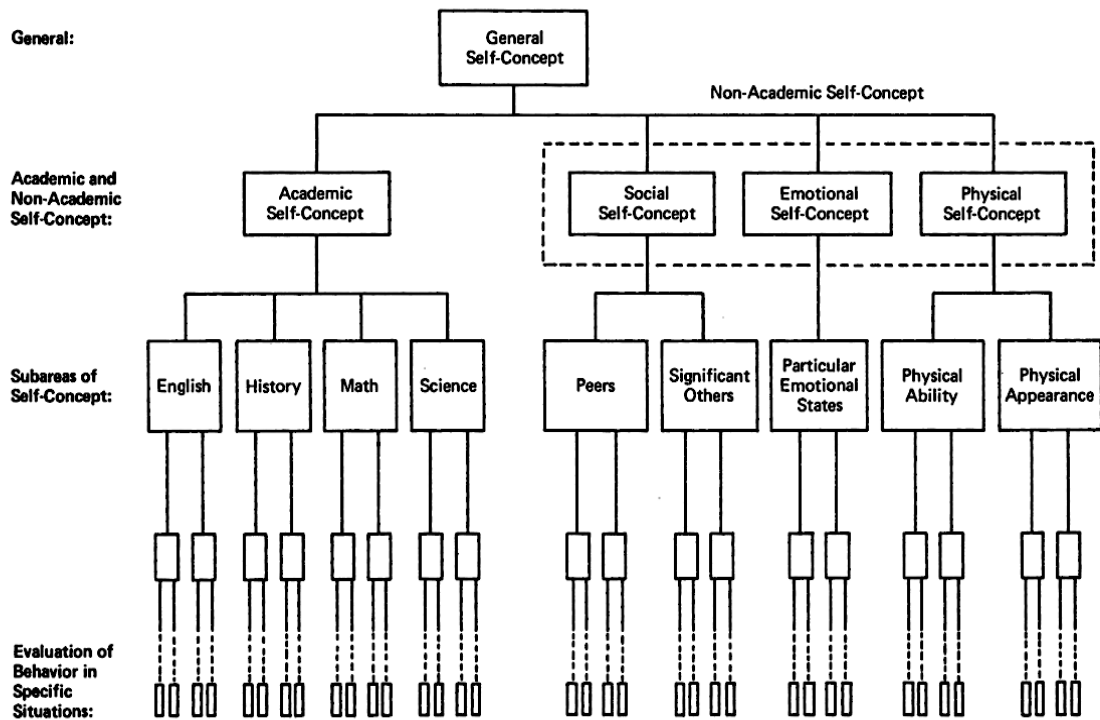 General:
General
Self-Concept
Non-Academic Self-Concept
Academic and
Non-Academic
Self-Concept:
Academic
Self-Concept
Social
Self-Concept
Emotional
Self-Concept
Physical
Self-Concept
Subareas of
Self-Concept:
English
History
Math
Science
Peers
Significant
Others
Particular
Emotional
States
Physical
Ability
Physical
Appearance
Evaluation of
Behavior in
Specific
Situations: